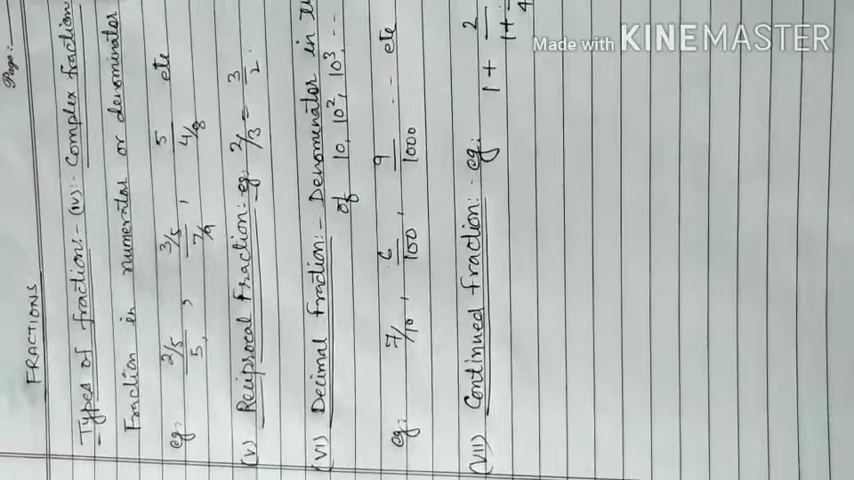 Page:-
FRACTIONS
- Types of fraction:- (IV):- Complex fraction
Fraction in numerator or denominator
eg: (2/5)/5, (3/5)/(7/9), 5/(4/8) etc
(V) Reciprocal Fraction:- eg. 2/3 = 3/2.
(VI) Decimal Fraction:- Denominator in
of 10, 10², 10³, ...
eg: 7/10, 6/100, 9/1000 ... etc
(VII) Continued Fraction:- eg: 1 + 2/(1+ 4
Made with KINEMASTER